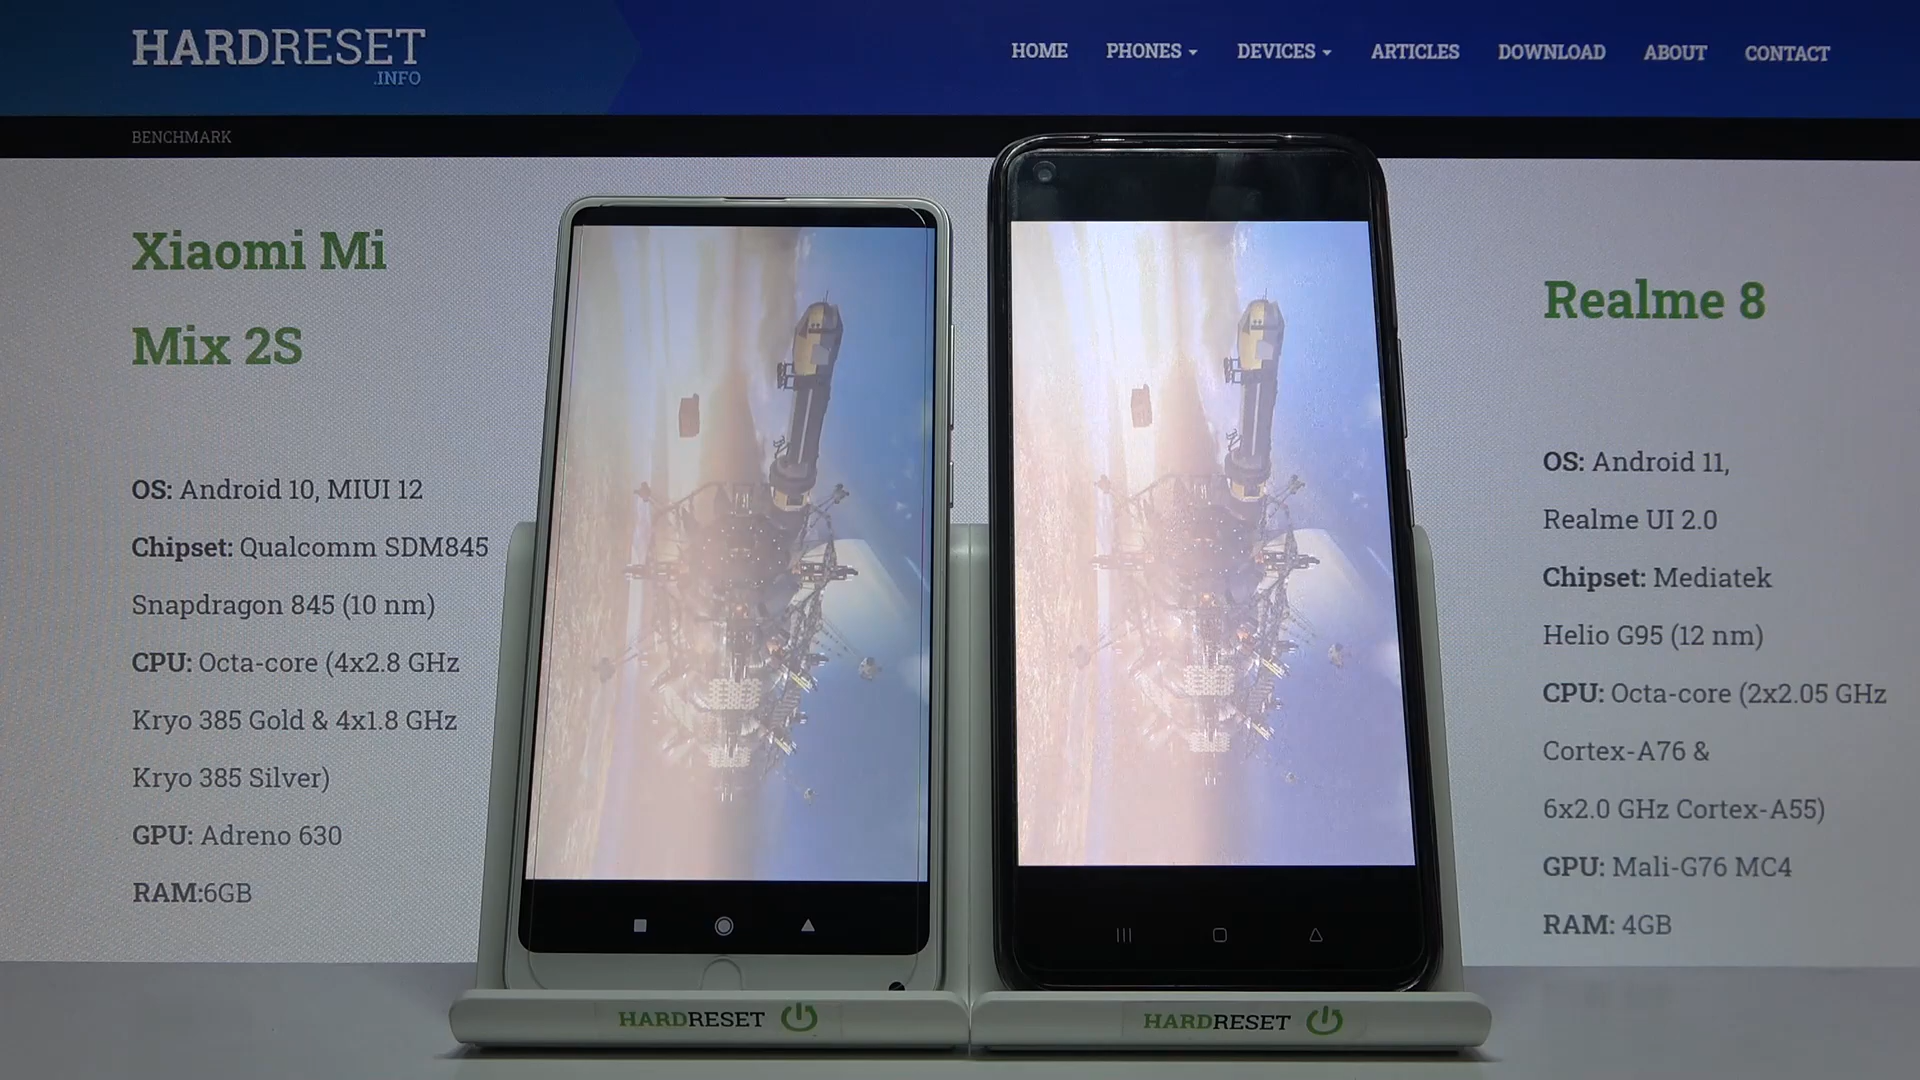 HARDRESET
.INFO
HOME PHONES DEVICES ARTICLES DOWNLOAD ABOUT CONTACT
BENCHMARK
Xiaomi Mi
Mix 2S
OS: Android 10, MIUI 12
Chipset: Qualcomm SDM845
Snapdragon 845 (10 nm)
CPU: Octa-core (4x2.8 GHz
Kryo 385 Gold & 4x1.8 GHz
Kryo 385 Silver)
GPU: Adreno 630
RAM:6GB
Realme 8
OS: Android 11,
Realme UI 2.0
Chipset: Mediatek
Helio G95 (12 nm)
CPU: Octa-core (2x2.05 GHz
Cortex-A76 &
6x2.0 GHz Cortex-A55)
GPU: Mali-G76 MC4
RAM: 4GB
HARDRESET
HARDRESET